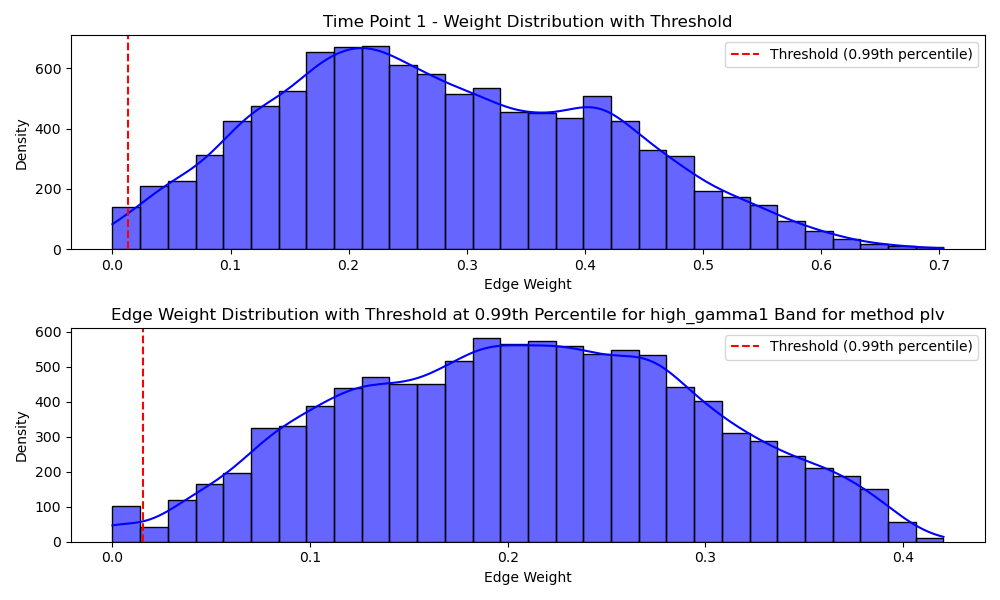 Time Point 1 - Weight Distribution with Threshold
Threshold (0.99th percentile)
Density
600
400
200
0
0.0 0.1 0.2 0.3 0.4 0.5 0.6 0.7
Edge Weight
Edge Weight Distribution with Threshold at 0.99th Percentile for high_gamma1 Band for method plv
Threshold (0.99th percentile)
Density
600
500
400
300
200
100
0
0.0 0.1 0.2 0.3 0.4
Edge Weight